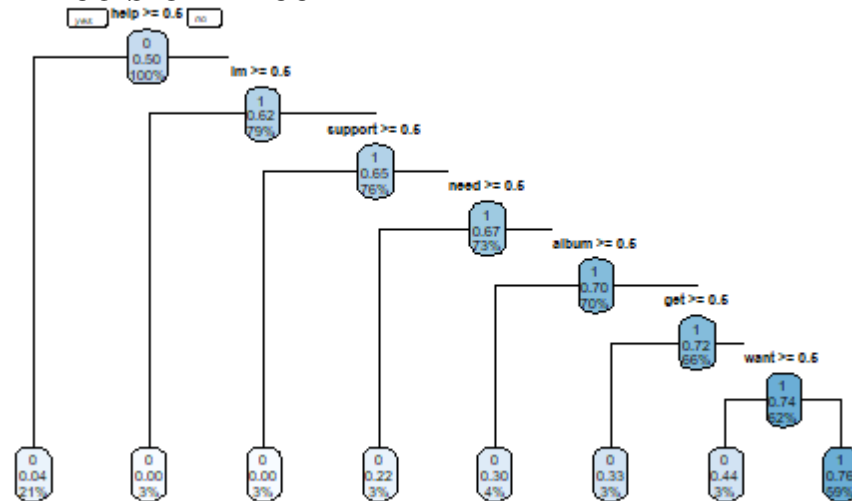 yes help >= 0.5 no
0
0.50
100%
im >= 0.5
1
0.62
79%
support >= 0.5
1
0.65
76%
need >= 0.5
1
0.67
73%
album >= 0.5
1
0.70
70%
get >= 0.5
1
0.72
66%
want >= 0.5
1
0.74
62%
0 0 0 0 0 0 0 1
0.04 0.00 0.00 0.22 0.30 0.33 0.44 0.76
21% 3% 3% 3% 4% 3% 3% 59%